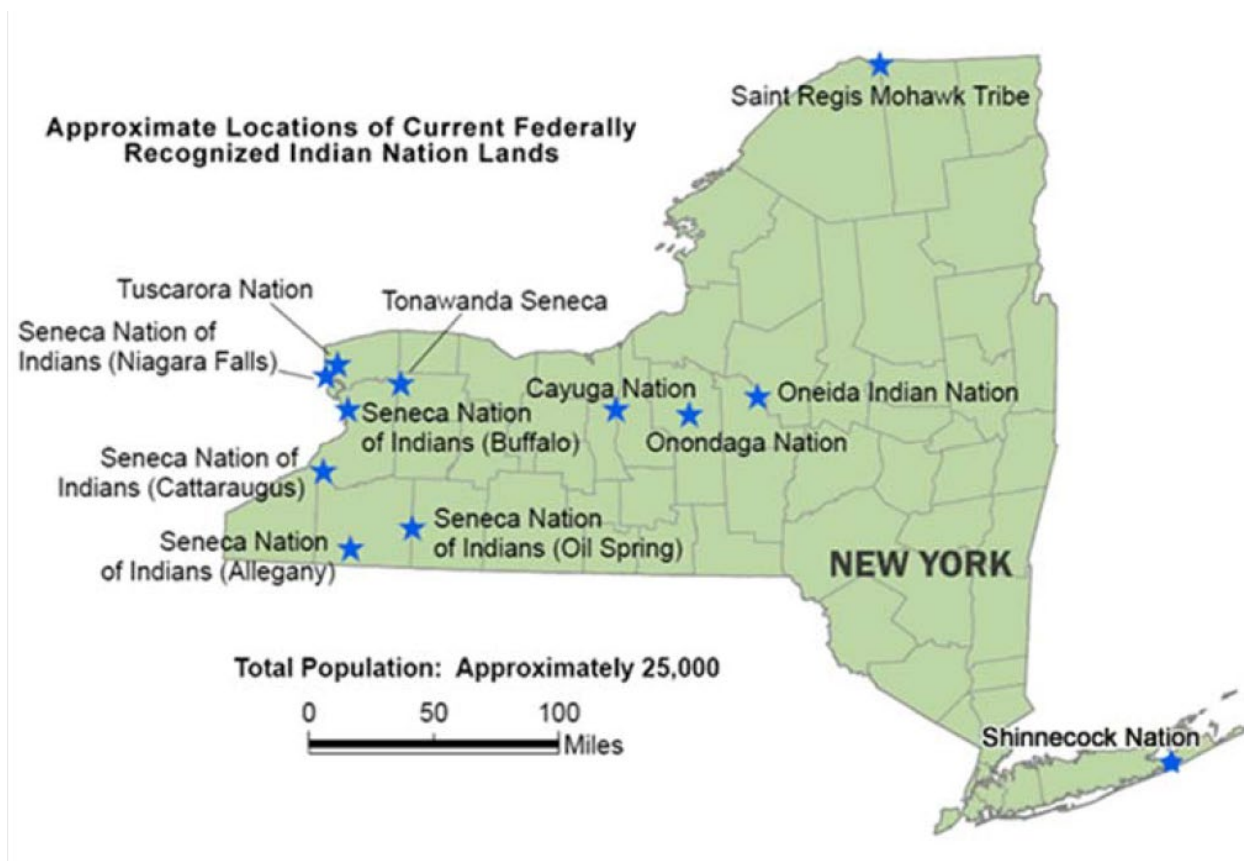 Saint Regis Mohawk Tribe
Approximate Locations of Current Federally
Recognized Indian Nation Lands
Tuscarora Nation
Tonawanda Seneca
Seneca Nation of
Indians (Niagara Falls)
Cayuga Nation
Oneida Indian Nation
Seneca Nation
of Indians (Buffalo)
Onondaga Nation
Seneca Nation of
Indians (Cattaraugus)
Seneca Nation
of Indians (Oil Spring)
Seneca Nation
of Indians (Allegany)
NEW YORK
Total Population: Approximately 25,000
0 50 100
Miles
Shinnecock Nation